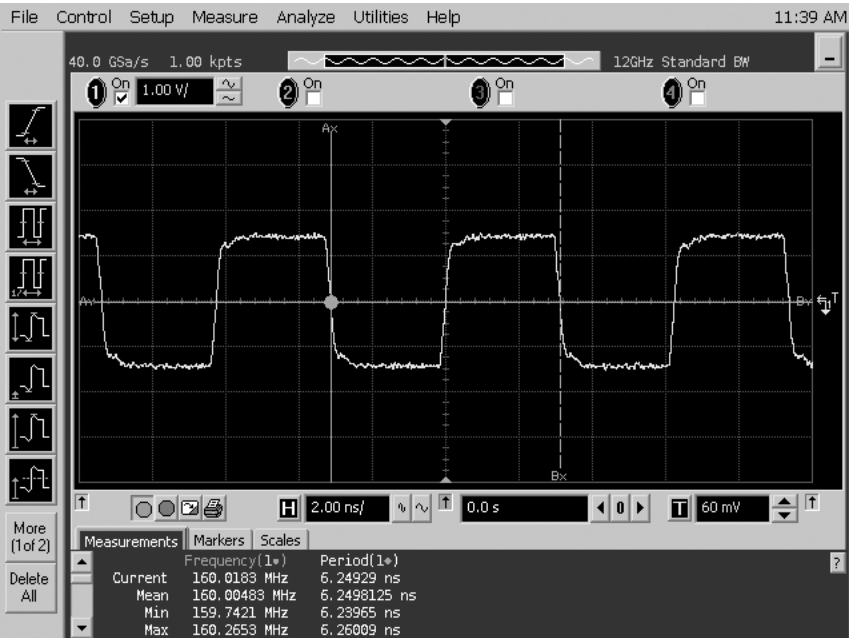 File Control Setup Measure Analyze Utilities Help 11:39 AM
40.0 GSa/s 1.00 kpts 12GHz Standard BW
1 On 1.00 V/ 2 On 3 On 4 On
Ax
Ay By T
Bx
H 2.00 ns/ 0.0 s 0 T 60 mV
More
(1of 2)
Delete
All
Measurements Markers Scales
Frequency(1) Period(1)
?
Current 160.0183 MHz 6.24929 ns
Mean 160.00483 MHz 6.2498125 ns
Min 159.7421 MHz 6.23965 ns
Max 160.2653 MHz 6.26009 ns